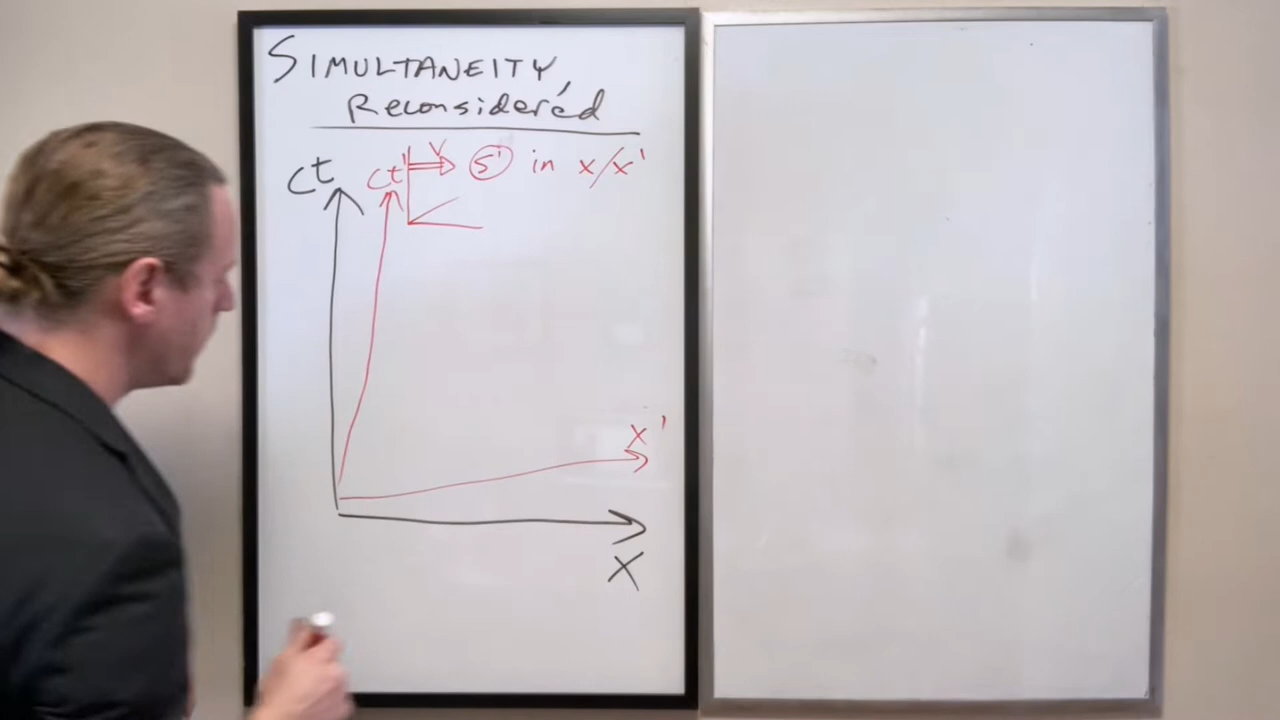 SIMULTANEITY,
Reconsidered
ct ct' V S' in x/x'
x'
X